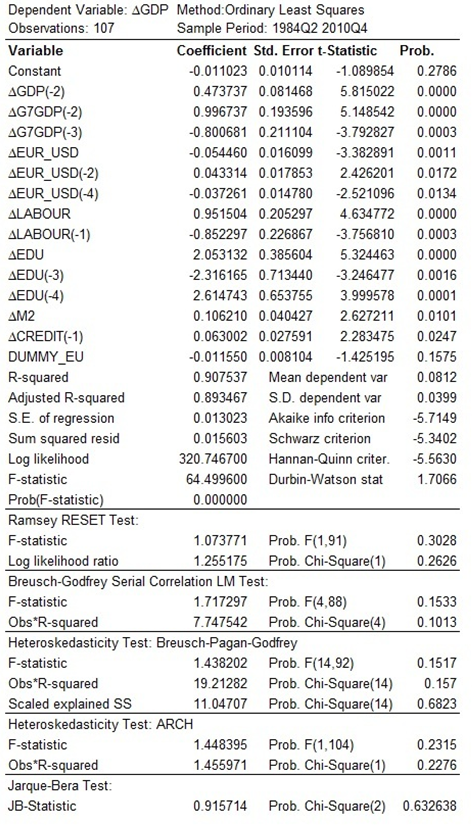 Dependent Variable: ΔGDP Method:Ordinary Least Squares
Observations: 107 Sample Period: 1984Q2 2010Q4
Variable Coefficient Std. Error t-Statistic Prob.
Constant -0.011023 0.010114 -1.089854 0.2786
ΔGDP(-2) 0.473737 0.081468 5.815022 0.0000
ΔG7GDP(-2) 0.996737 0.193596 5.148542 0.0000
ΔG7GDP(-3) -0.800681 0.211104 -3.792827 0.0003
ΔEUR_USD -0.054460 0.016099 -3.382891 0.0011
ΔEUR_USD(-2) 0.043314 0.017853 2.426201 0.0172
ΔEUR_USD(-4) -0.037261 0.014780 -2.521096 0.0134
ΔLABOUR 0.951504 0.205297 4.634772 0.0000
ΔLABOUR(-1) -0.852297 0.226867 -3.756810 0.0003
ΔEDU 2.053132 0.385604 5.324463 0.0000
ΔEDU(-3) -2.316165 0.713440 -3.246477 0.0016
ΔEDU(-4) 2.614743 0.653755 3.999578 0.0001
ΔM2 0.106210 0.040427 2.627211 0.0101
ΔCREDIT(-1) 0.063002 0.027591 2.283475 0.0247
DUMMY_EU -0.011550 0.008104 -1.425195 0.1575
R-squared 0.907537 Mean dependent var 0.0812
Adjusted R-squared 0.893467 S.D. dependent var 0.0399
S.E. of regression 0.013023 Akaike info criterion -5.7149
Sum squared resid 0.015603 Schwarz criterion -5.3402
Log likelihood 320.746700 Hannan-Quinn criter. -5.5630
F-statistic 64.499600 Durbin-Watson stat 1.7066
Prob(F-statistic) 0.000000
Ramsey RESET Test:
F-statistic 1.073771 Prob. F(1,91) 0.3028
Log likelihood ratio 1.255175 Prob. Chi-Square(1) 0.2626
Breusch-Godfrey Serial Correlation LM Test:
F-statistic 1.717297 Prob. F(4,88) 0.1533
Obs*R-squared 7.747542 Prob. Chi-Square(4) 0.1013
Heteroskedasticity Test: Breusch-Pagan-Godfrey
F-statistic 1.438202 Prob. F(14,92) 0.1517
Obs*R-squared 19.21282 Prob. Chi-Square(14) 0.157
Scaled explained SS 11.04707 Prob. Chi-Square(14) 0.6823
Heteroskedasticity Test: ARCH
F-statistic 1.448395 Prob. F(1,104) 0.2315
Obs*R-squared 1.455971 Prob. Chi-Square(1) 0.2276
Jarque-Bera Test:
JB-Statistic 0.915714 Prob. Chi-Square(2) 0.632638